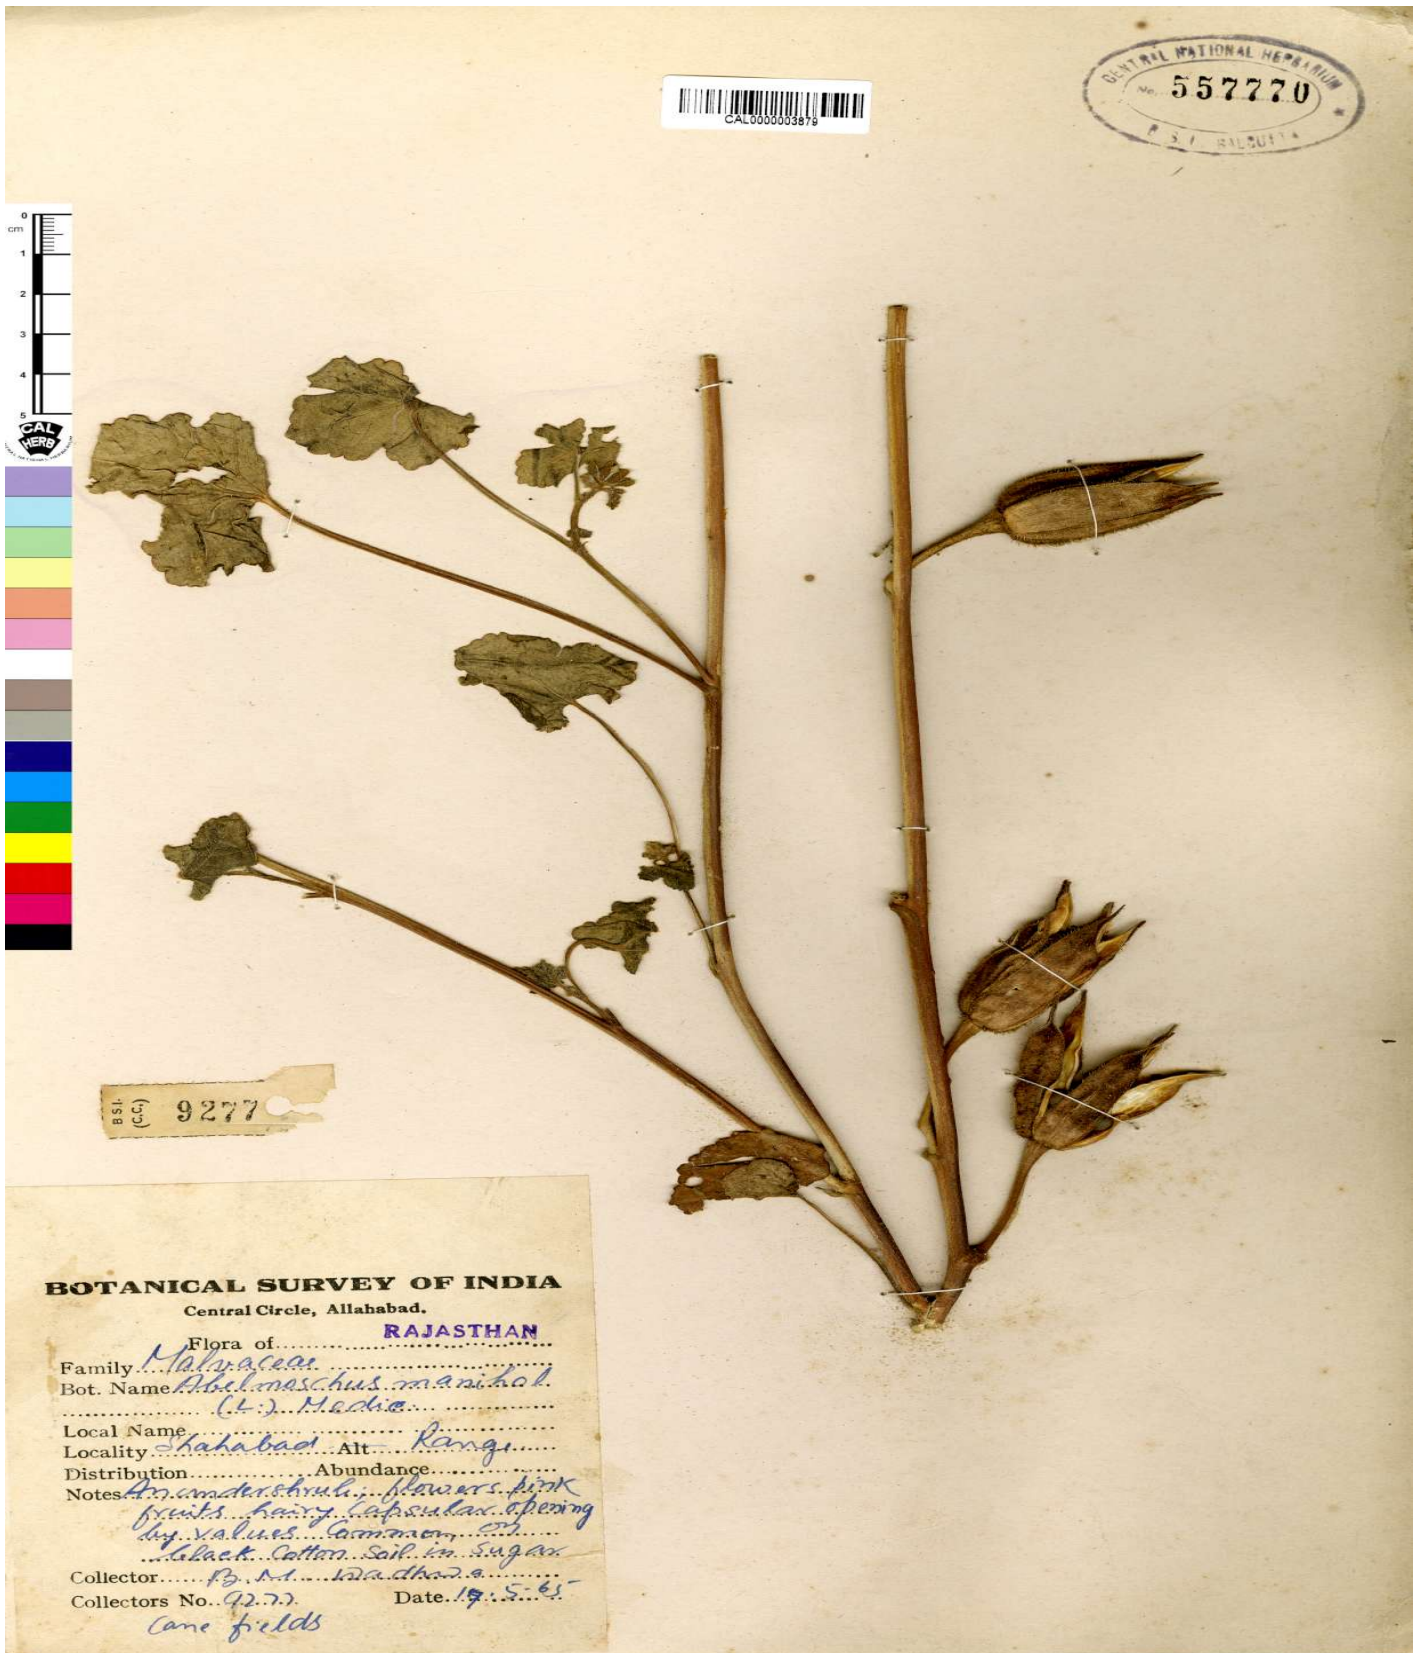 CENTRAL NATIONAL HERBARIUM
No. 557770
B. S. I. CALCUTTA
CAL0000003879
0
cm
1
2
3
4
5
CAL
HERB
B.S.I.
(C.C.)
9277
BOTANICAL SURVEY OF INDIA
Central Circle, Allahabad.
Flora of RAJASTHAN
Family Malvaceae
Bot. Name Abelmoschus manihot
(L.) Medic.
Local Name
Locality Shahabad Alt Range
Distribution Abundance
Notes An undershrub; flowers pink
fruits hairy Capsular opening
by values Common on
black Cotton Soil in Sugar
Collector B. M. Wadhwa
Collectors No. 9277 Date 5-65
Cane fields